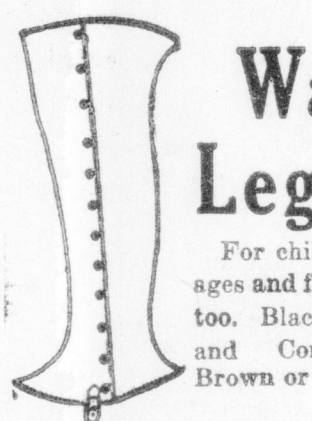 Wa
Leg
For chi
ages and f
too. Blac
and Co
Brown or